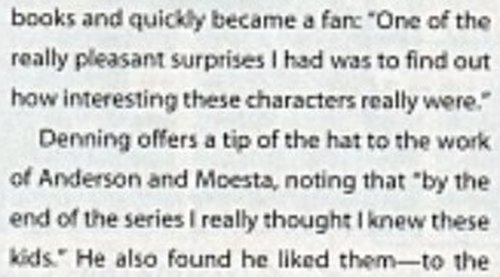 books and quickly became a fan: "One of the
really pleasant surprises I had was to find out
how interesting these characters really were."
Denning offers a tip of the hat to the work
of Anderson and Moesta, noting that "by the
end of the series I really thought I knew these
kids." He also found he liked them—to the